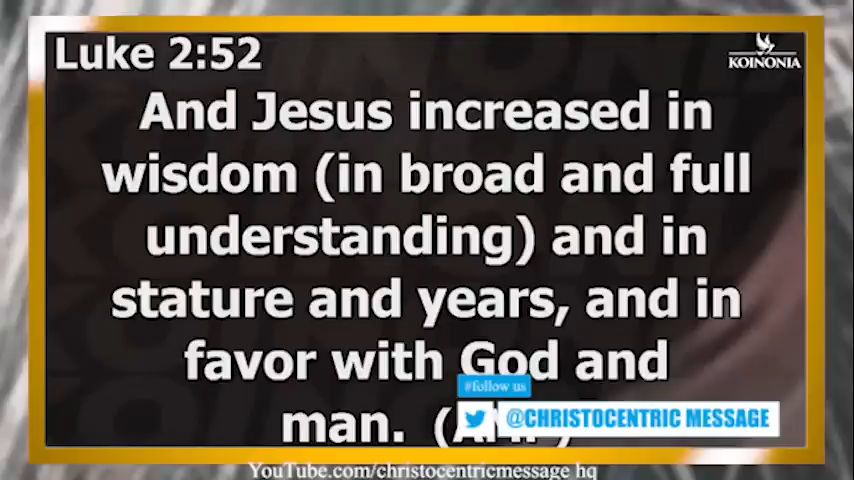 Luke 2:52
KOINONIA
And Jesus increased in
wisdom (in broad and full
understanding) and in
stature and years, and in
favor with God and
man.
#follow us
@CHRISTOCENTRIC MESSAGE
YouTube.com/christocentricmessage hq